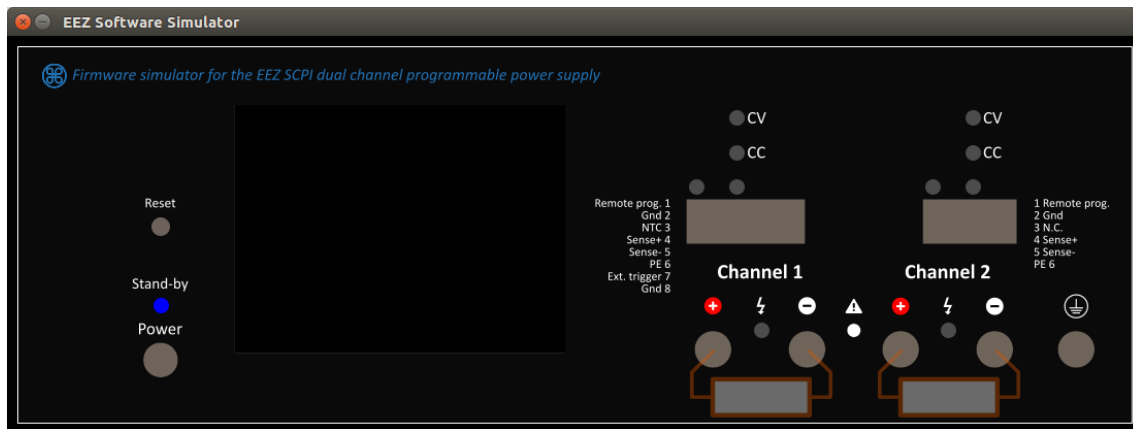 EEZ Software Simulator
Firmware simulator for the EEZ SCPI dual channel programmable power supply
CV
CV
CC
CC
Reset
Stand-by
Power
Remote prog. 1
Gnd 2
NTC 3
Sense+ 4
Sense- 5
PE 6
Ext. trigger 7
Gnd 8
1 Remote prog.
2 Gnd
3 N.C.
4 Sense+
5 Sense-
PE 6
Channel 1
Channel 2